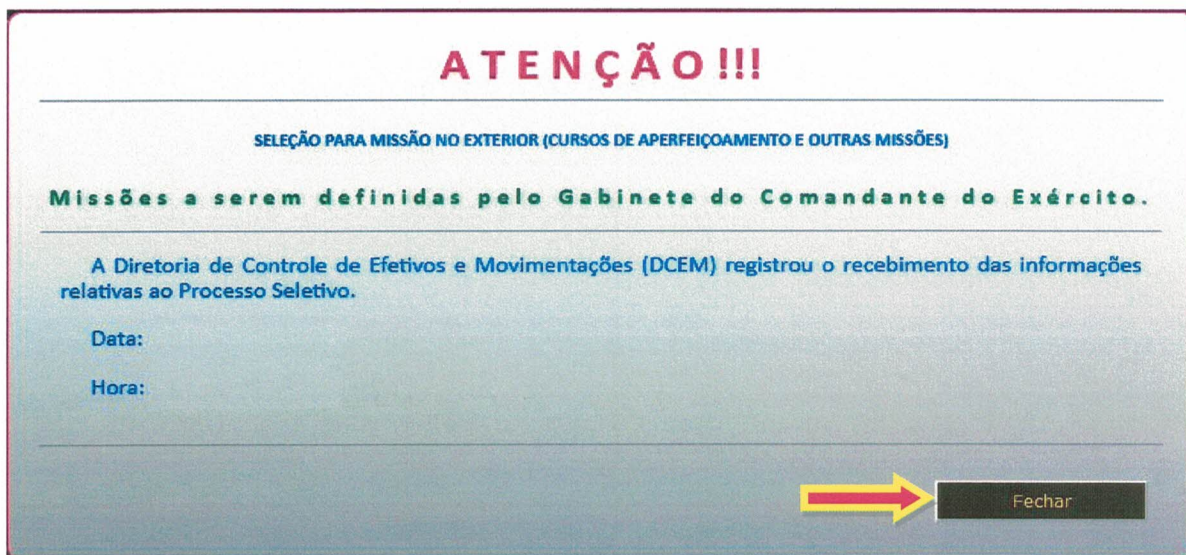 ATENÇÃO!!!
SELEÇÃO PARA MISSÃO NO EXTERIOR (CURSOS DE APERFEIÇOAMENTO E OUTRAS MISSÕES)
Missões a serem definidas pelo Gabinete do Comandante do Exército.
A Diretoria de Controle de Efetivos e Movimentações (DCEM) registrou o recebimento das informações
relativas ao Processo Seletivo.
Data:
Hora:
Fechar